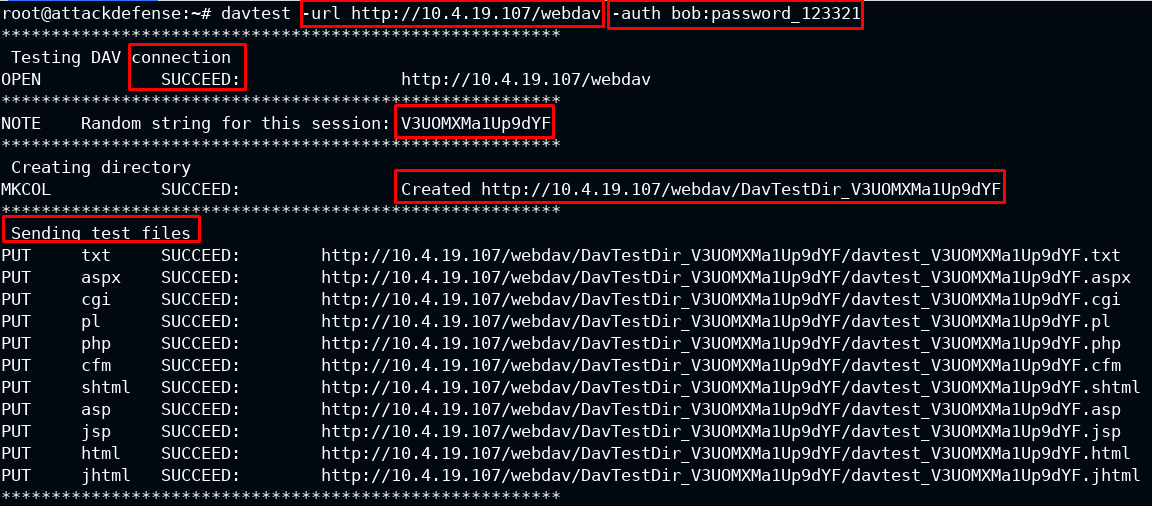 root@attackdefense:~# davtest -url http://10.4.19.107/webdav -auth bob:password_123321
********************************************************
 Testing DAV connection
OPEN            SUCCEED:                http://10.4.19.107/webdav
********************************************************
NOTE    Random string for this session: V3UOMXMa1Up9dYF
********************************************************
 Creating directory
MKCOL           SUCCEED:                Created http://10.4.19.107/webdav/DavTestDir_V3UOMXMa1Up9dYF
********************************************************
 Sending test files
PUT     txt     SUCCEED:        http://10.4.19.107/webdav/DavTestDir_V3UOMXMa1Up9dYF/davtest_V3UOMXMa1Up9dYF.txt
PUT     aspx    SUCCEED:        http://10.4.19.107/webdav/DavTestDir_V3UOMXMa1Up9dYF/davtest_V3UOMXMa1Up9dYF.aspx
PUT     cgi     SUCCEED:        http://10.4.19.107/webdav/DavTestDir_V3UOMXMa1Up9dYF/davtest_V3UOMXMa1Up9dYF.cgi
PUT     pl      SUCCEED:        http://10.4.19.107/webdav/DavTestDir_V3UOMXMa1Up9dYF/davtest_V3UOMXMa1Up9dYF.pl
PUT     php     SUCCEED:        http://10.4.19.107/webdav/DavTestDir_V3UOMXMa1Up9dYF/davtest_V3UOMXMa1Up9dYF.php
PUT     cfm     SUCCEED:        http://10.4.19.107/webdav/DavTestDir_V3UOMXMa1Up9dYF/davtest_V3UOMXMa1Up9dYF.cfm
PUT     shtml   SUCCEED:        http://10.4.19.107/webdav/DavTestDir_V3UOMXMa1Up9dYF/davtest_V3UOMXMa1Up9dYF.shtml
PUT     asp     SUCCEED:        http://10.4.19.107/webdav/DavTestDir_V3UOMXMa1Up9dYF/davtest_V3UOMXMa1Up9dYF.asp
PUT     jsp     SUCCEED:        http://10.4.19.107/webdav/DavTestDir_V3UOMXMa1Up9dYF/davtest_V3UOMXMa1Up9dYF.jsp
PUT     html    SUCCEED:        http://10.4.19.107/webdav/DavTestDir_V3UOMXMa1Up9dYF/davtest_V3UOMXMa1Up9dYF.html
PUT     jhtml   SUCCEED:        http://10.4.19.107/webdav/DavTestDir_V3UOMXMa1Up9dYF/davtest_V3UOMXMa1Up9dYF.jhtml
********************************************************